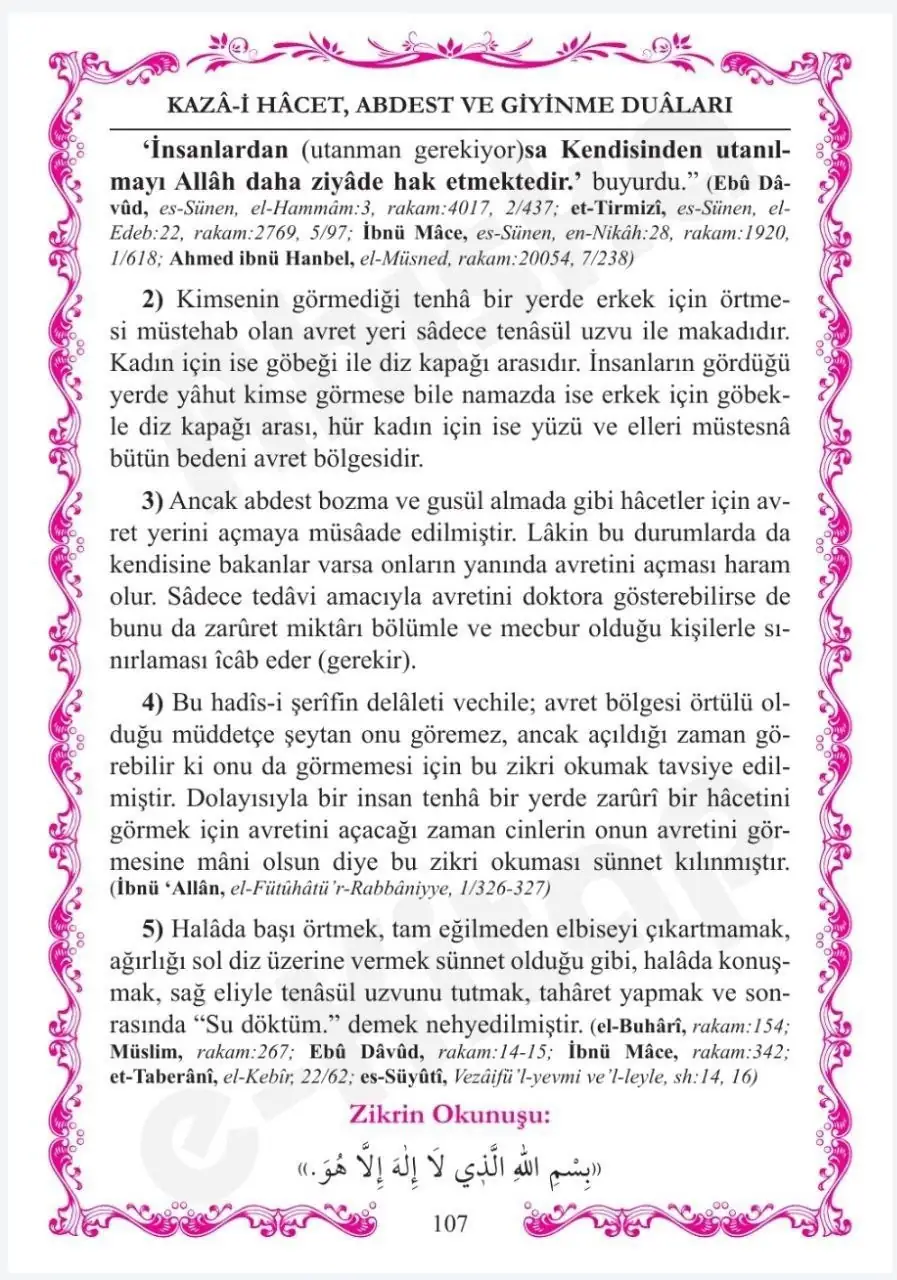 KAZÂ-İ HÂCET, ABDEST VE GİYİNME DUÂLARI
‘İnsanlardan (utanman gerekiyor)sa Kendisinden utanıl-
mayı Allâh daha ziyâde hak etmektedir.’ buyurdu.” (Ebû Dâ-
vûd, es-Sünen, el-Hammâm:3, rakam:4017, 2/437; et-Tirmizî, es-Sünen, el-
Edeb:22, rakam:2769, 5/97; İbnü Mâce, es-Sünen, en-Nikâh:28, rakam:1920,
1/618; Ahmed ibnü Hanbel, el-Müsned, rakam:20054, 7/238)
2) Kimsenin görmediği tenhâ bir yerde erkek için örtme-
si müstehab olan avret yeri sâdece tenâsül uzvu ile makadıdır.
Kadın için ise göbeği ile diz kapağı arasıdır. İnsanların gördüğü
yerde yâhut kimse görmese bile namazda ise erkek için göbek-
le diz kapağı arası, hür kadın için ise yüzü ve elleri müstesnâ
bütün bedeni avret bölgesidir.
3) Ancak abdest bozma ve gusül almada gibi hâcetler için av-
ret yerini açmaya müsâade edilmiştir. Lâkin bu durumlarda da
kendisine bakanlar varsa onların yanında avretini açması haram
olur. Sâdece tedâvi amacıyla avretini doktora gösterebilirse de
bunu da zarûret miktârı bölümle ve mecbur olduğu kişilerle sı-
nırlaması îcâb eder (gerekir).
4) Bu hadîs-i şerîfin delâleti vechile; avret bölgesi örtülü ol-
duğu müddetçe şeytan onu göremez, ancak açıldığı zaman gö-
rebilir ki onu da görmemesi için bu zikri okumak tavsiye edil-
miştir. Dolayısıyla bir insan tenhâ bir yerde zarûrî bir hâcetini
görmek için avretini açacağı zaman cinlerin onun avretini gör-
mesine mâni olsun diye bu zikri okuması sünnet kılınmıştır.
(İbnü ‘Allân, el-Fütûhâtü’r-Rabbâniyye, 1/326-327)
5) Halâda başı örtmek, tam eğilmeden elbiseyi çıkartmamak,
ağırlığı sol diz üzerine vermek sünnet olduğu gibi, halâda konuş-
mak, sağ eliyle tenâsül uzvunu tutmak, tahâret yapmak ve son-
rasında “Su döktüm.” demek nehyedilmiştir. (el-Buhârî, rakam:154;
Müslim, rakam:267; Ebû Dâvûd, rakam:14-15; İbnü Mâce, rakam:342;
et-Taberânî, el-Kebîr, 22/62; es-Süyûtî, Vezâifü’l-yevmi ve’l-leyle, sh:14, 16)
Zikrin Okunuşu:
«بِسْمِ اللهِ الَّذِي لَا إِلٰهَ إِلَّا هُوَ.»
107